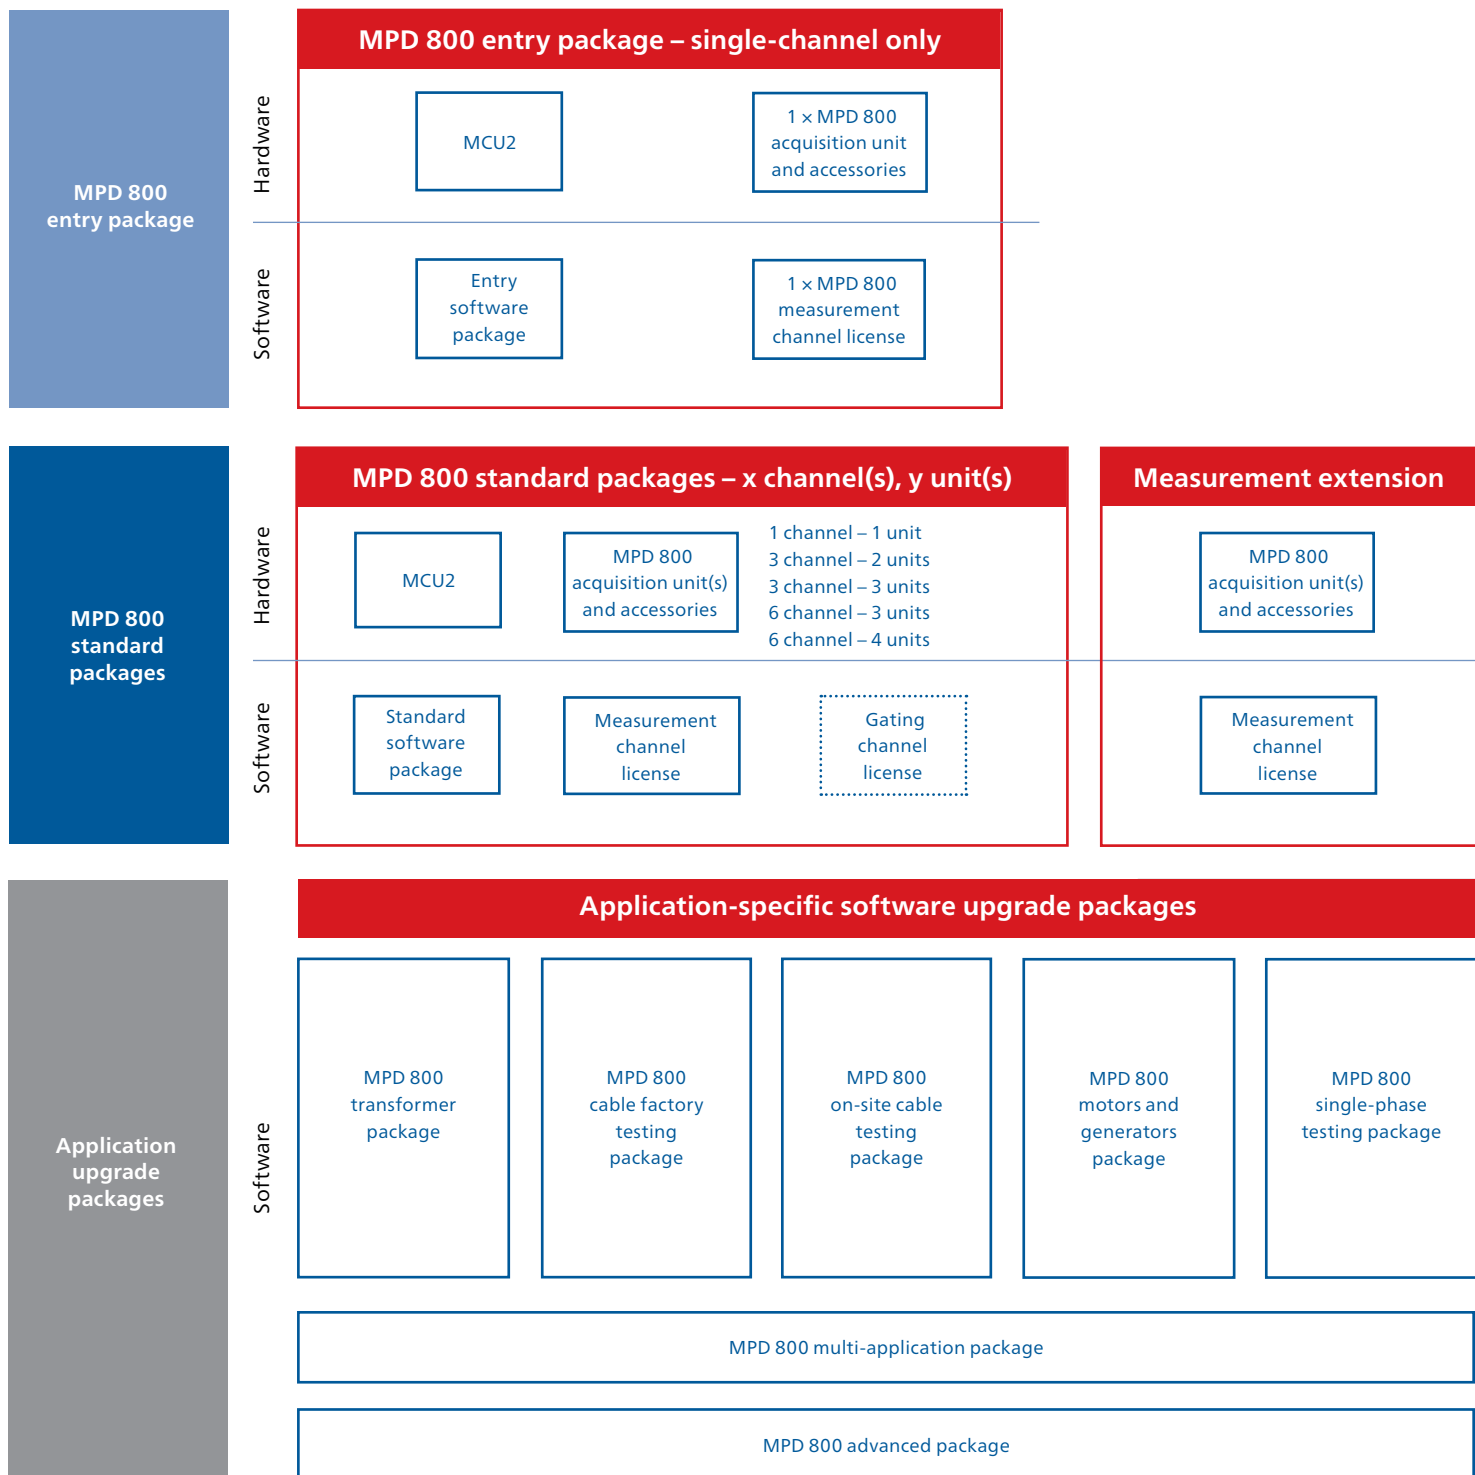 MPD 800
entry package
MPD 800 entry package – single-channel only
Hardware
MCU2
1 × MPD 800
acquisition unit
and accessories
Software
Entry
software
package
1 × MPD 800
measurement
channel license
MPD 800
standard
packages
MPD 800 standard packages – x channel(s), y unit(s)
Hardware
MCU2
MPD 800
acquisition unit(s)
and accessories
1 channel – 1 unit
3 channel – 2 units
3 channel – 3 units
6 channel – 3 units
6 channel – 4 units
Software
Standard
software
package
Measurement
channel
license
Gating
channel
license
Measurement extension
MPD 800
acquisition unit(s)
and accessories
Measurement
channel
license
Application
upgrade
packages
Application-specific software upgrade packages
Software
MPD 800
transformer
package
MPD 800
cable factory
testing
package
MPD 800
on-site cable
testing
package
MPD 800
motors and
generators
package
MPD 800
single-phase
testing package
MPD 800 multi-application package
MPD 800 advanced package